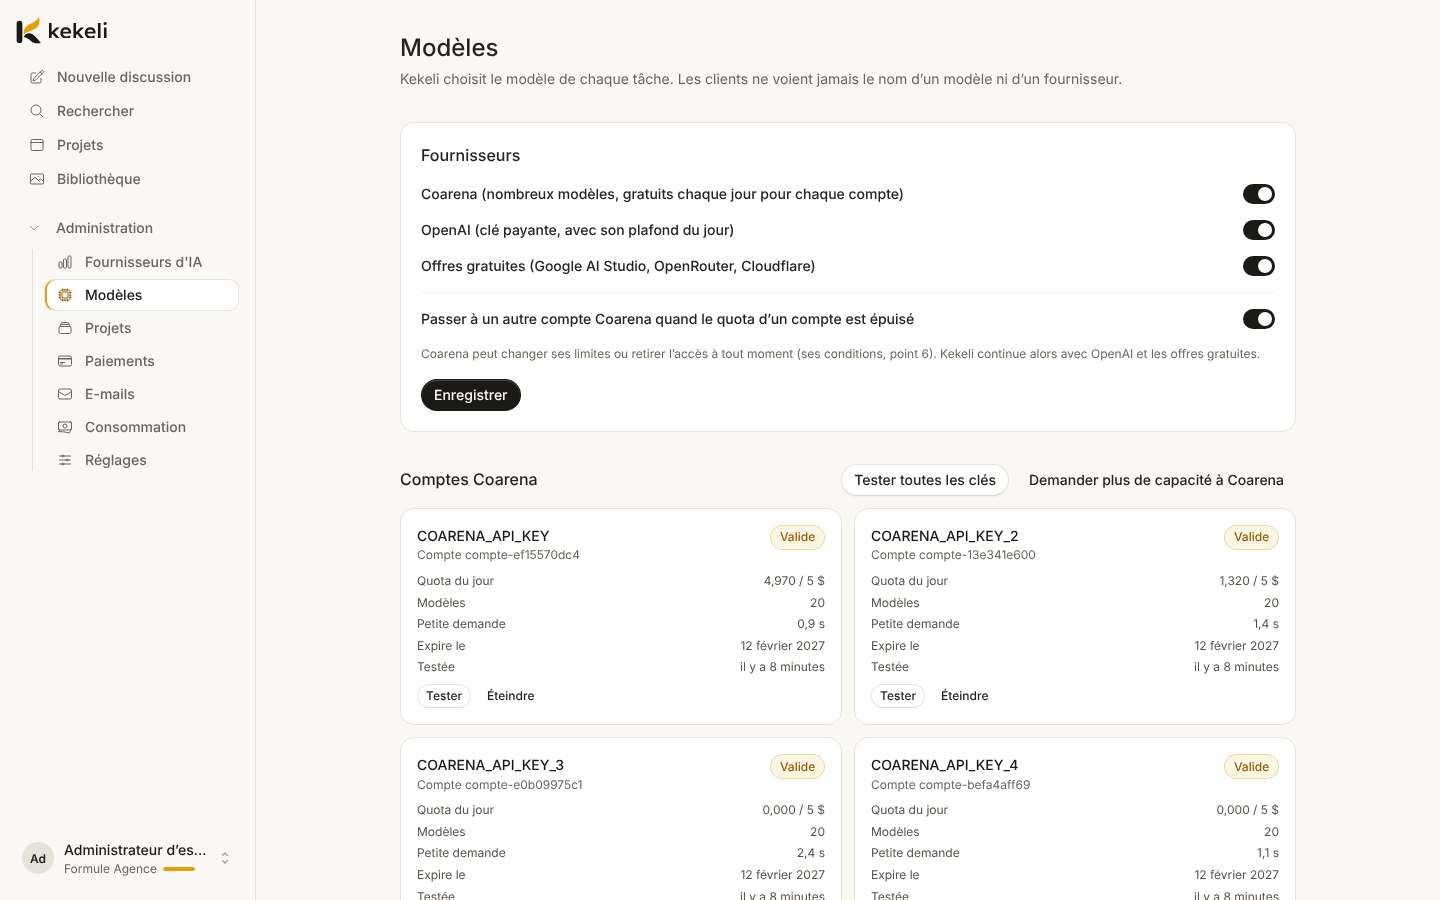 kekeli
Nouvelle discussion
Rechercher
Projets
Bibliothèque
Administration
Fournisseurs d'IA
Modèles
Projets
Paiements
E-mails
Consommation
Réglages
Ad
Administrateur d’es...
Formule Agence
Modèles
Kekeli choisit le modèle de chaque tâche. Les clients ne voient jamais le nom d’un modèle ni d’un fournisseur.
Fournisseurs
Coarena (nombreux modèles, gratuits chaque jour pour chaque compte)
OpenAI (clé payante, avec son plafond du jour)
Offres gratuites (Google AI Studio, OpenRouter, Cloudflare)
Passer à un autre compte Coarena quand le quota d’un compte est épuisé
Coarena peut changer ses limites ou retirer l’accès à tout moment (ses conditions, point 6). Kekeli continue alors avec OpenAI et les offres gratuites.
Enregistrer
Comptes Coarena
Tester toutes les clés
Demander plus de capacité à Coarena
COARENA_API_KEY
Valide
Compte compte-ef15570dc4
Quota du jour 4,970 / 5 $
Modèles 20
Petite demande 0,9 s
Expire le 12 février 2027
Testée il y a 8 minutes
Tester Éteindre
COARENA_API_KEY_2
Valide
Compte compte-13e341e600
Quota du jour 1,320 / 5 $
Modèles 20
Petite demande 1,4 s
Expire le 12 février 2027
Testée il y a 8 minutes
Tester Éteindre
COARENA_API_KEY_3
Valide
Compte compte-e0b09975c1
Quota du jour 0,000 / 5 $
Modèles 20
Petite demande 2,4 s
Expire le 12 février 2027
Testée il y a 8 minutes
COARENA_API_KEY_4
Valide
Compte compte-befa4aff69
Quota du jour 0,000 / 5 $
Modèles 20
Petite demande 1,1 s
Expire le 12 février 2027
Testée il y a 8 minutes